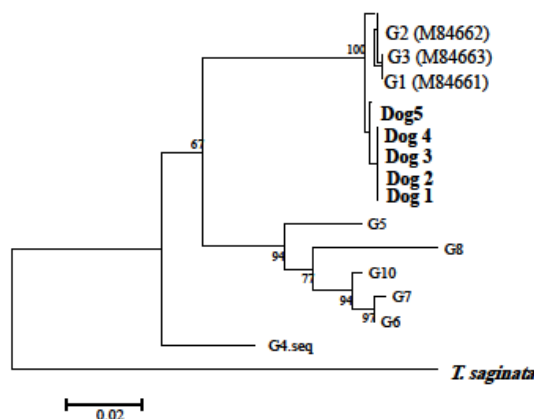 G2 (M84662)
100
G3 (M84663)
G1 (M84661)
Dog5
Dog 4
67
Dog 3
Dog 2
Dog 1
G5
G8
94
G10
77
G7
94
97
G6
G4.seq
T. saginata
0.02